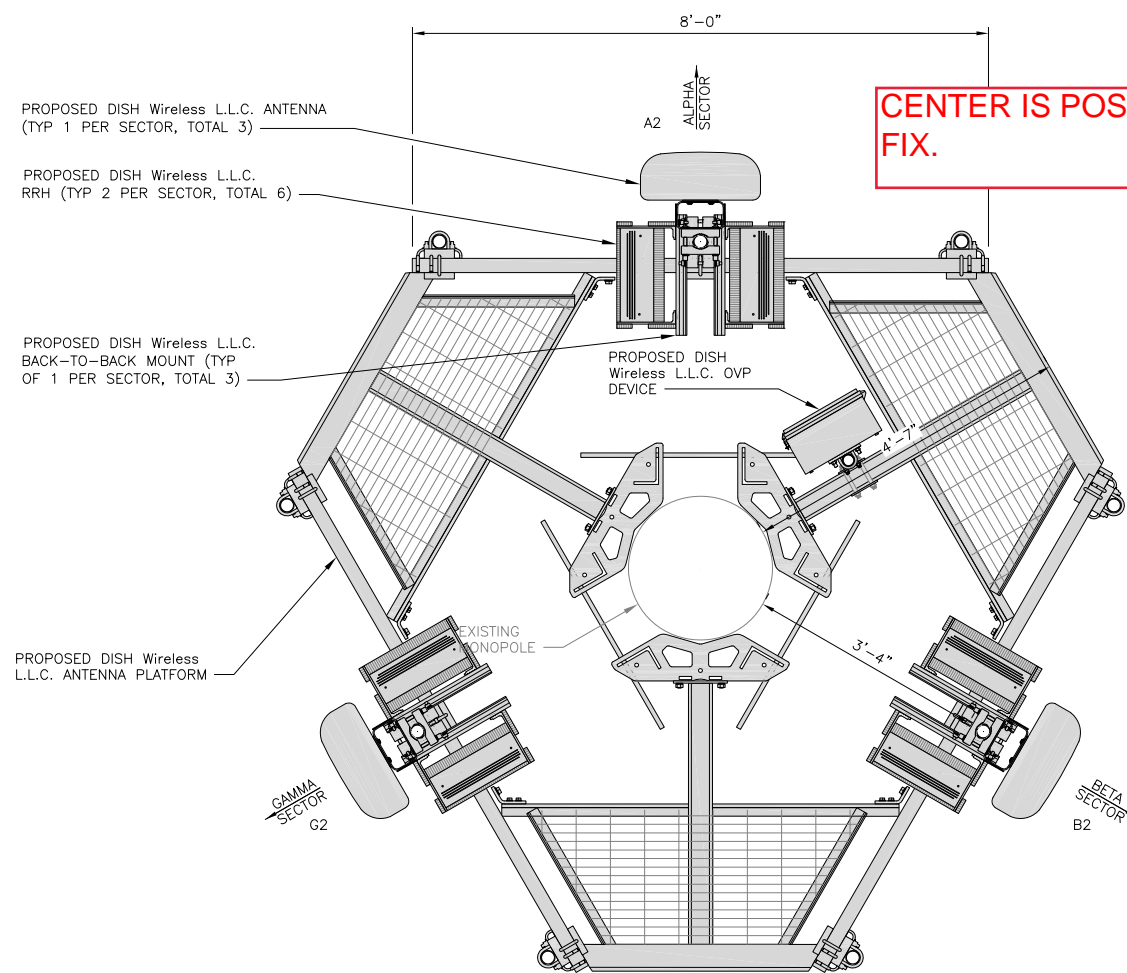 8'-0"
ALPHA
SECTOR
A2
CENTER IS POS
FIX.
PROPOSED DISH Wireless L.L.C. ANTENNA
(TYP 1 PER SECTOR, TOTAL 3)
PROPOSED DISH Wireless L.L.C.
RRH (TYP 2 PER SECTOR, TOTAL 6)
PROPOSED DISH Wireless L.L.C.
BACK-TO-BACK MOUNT (TYP
OF 1 PER SECTOR, TOTAL 3)
PROPOSED DISH
Wireless L.L.C. OVP
DEVICE
4'-7"
EXISTING
MONOPOLE
3'-4"
PROPOSED DISH Wireless
L.L.C. ANTENNA PLATFORM
GAMMA
SECTOR
G2
BETA
SECTOR
B2